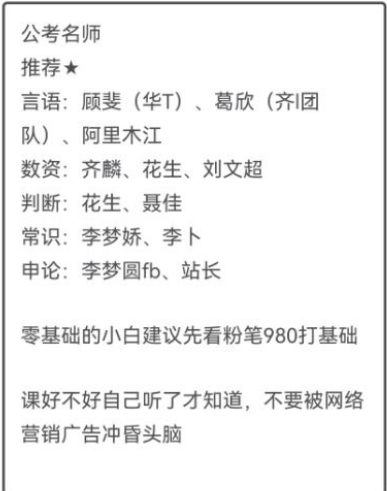 公考名师
推荐★
言语：顾斐（华T）、葛欣（齐l团
队）、阿里木江
数资：齐麟、花生、刘文超
判断：花生、聂佳
常识：李梦娇、李卜
申论：李梦圆fb、站长
零基础的小白建议先看粉笔980打基础
课好不好自己听了才知道，不要被网络
营销广告冲昏头脑